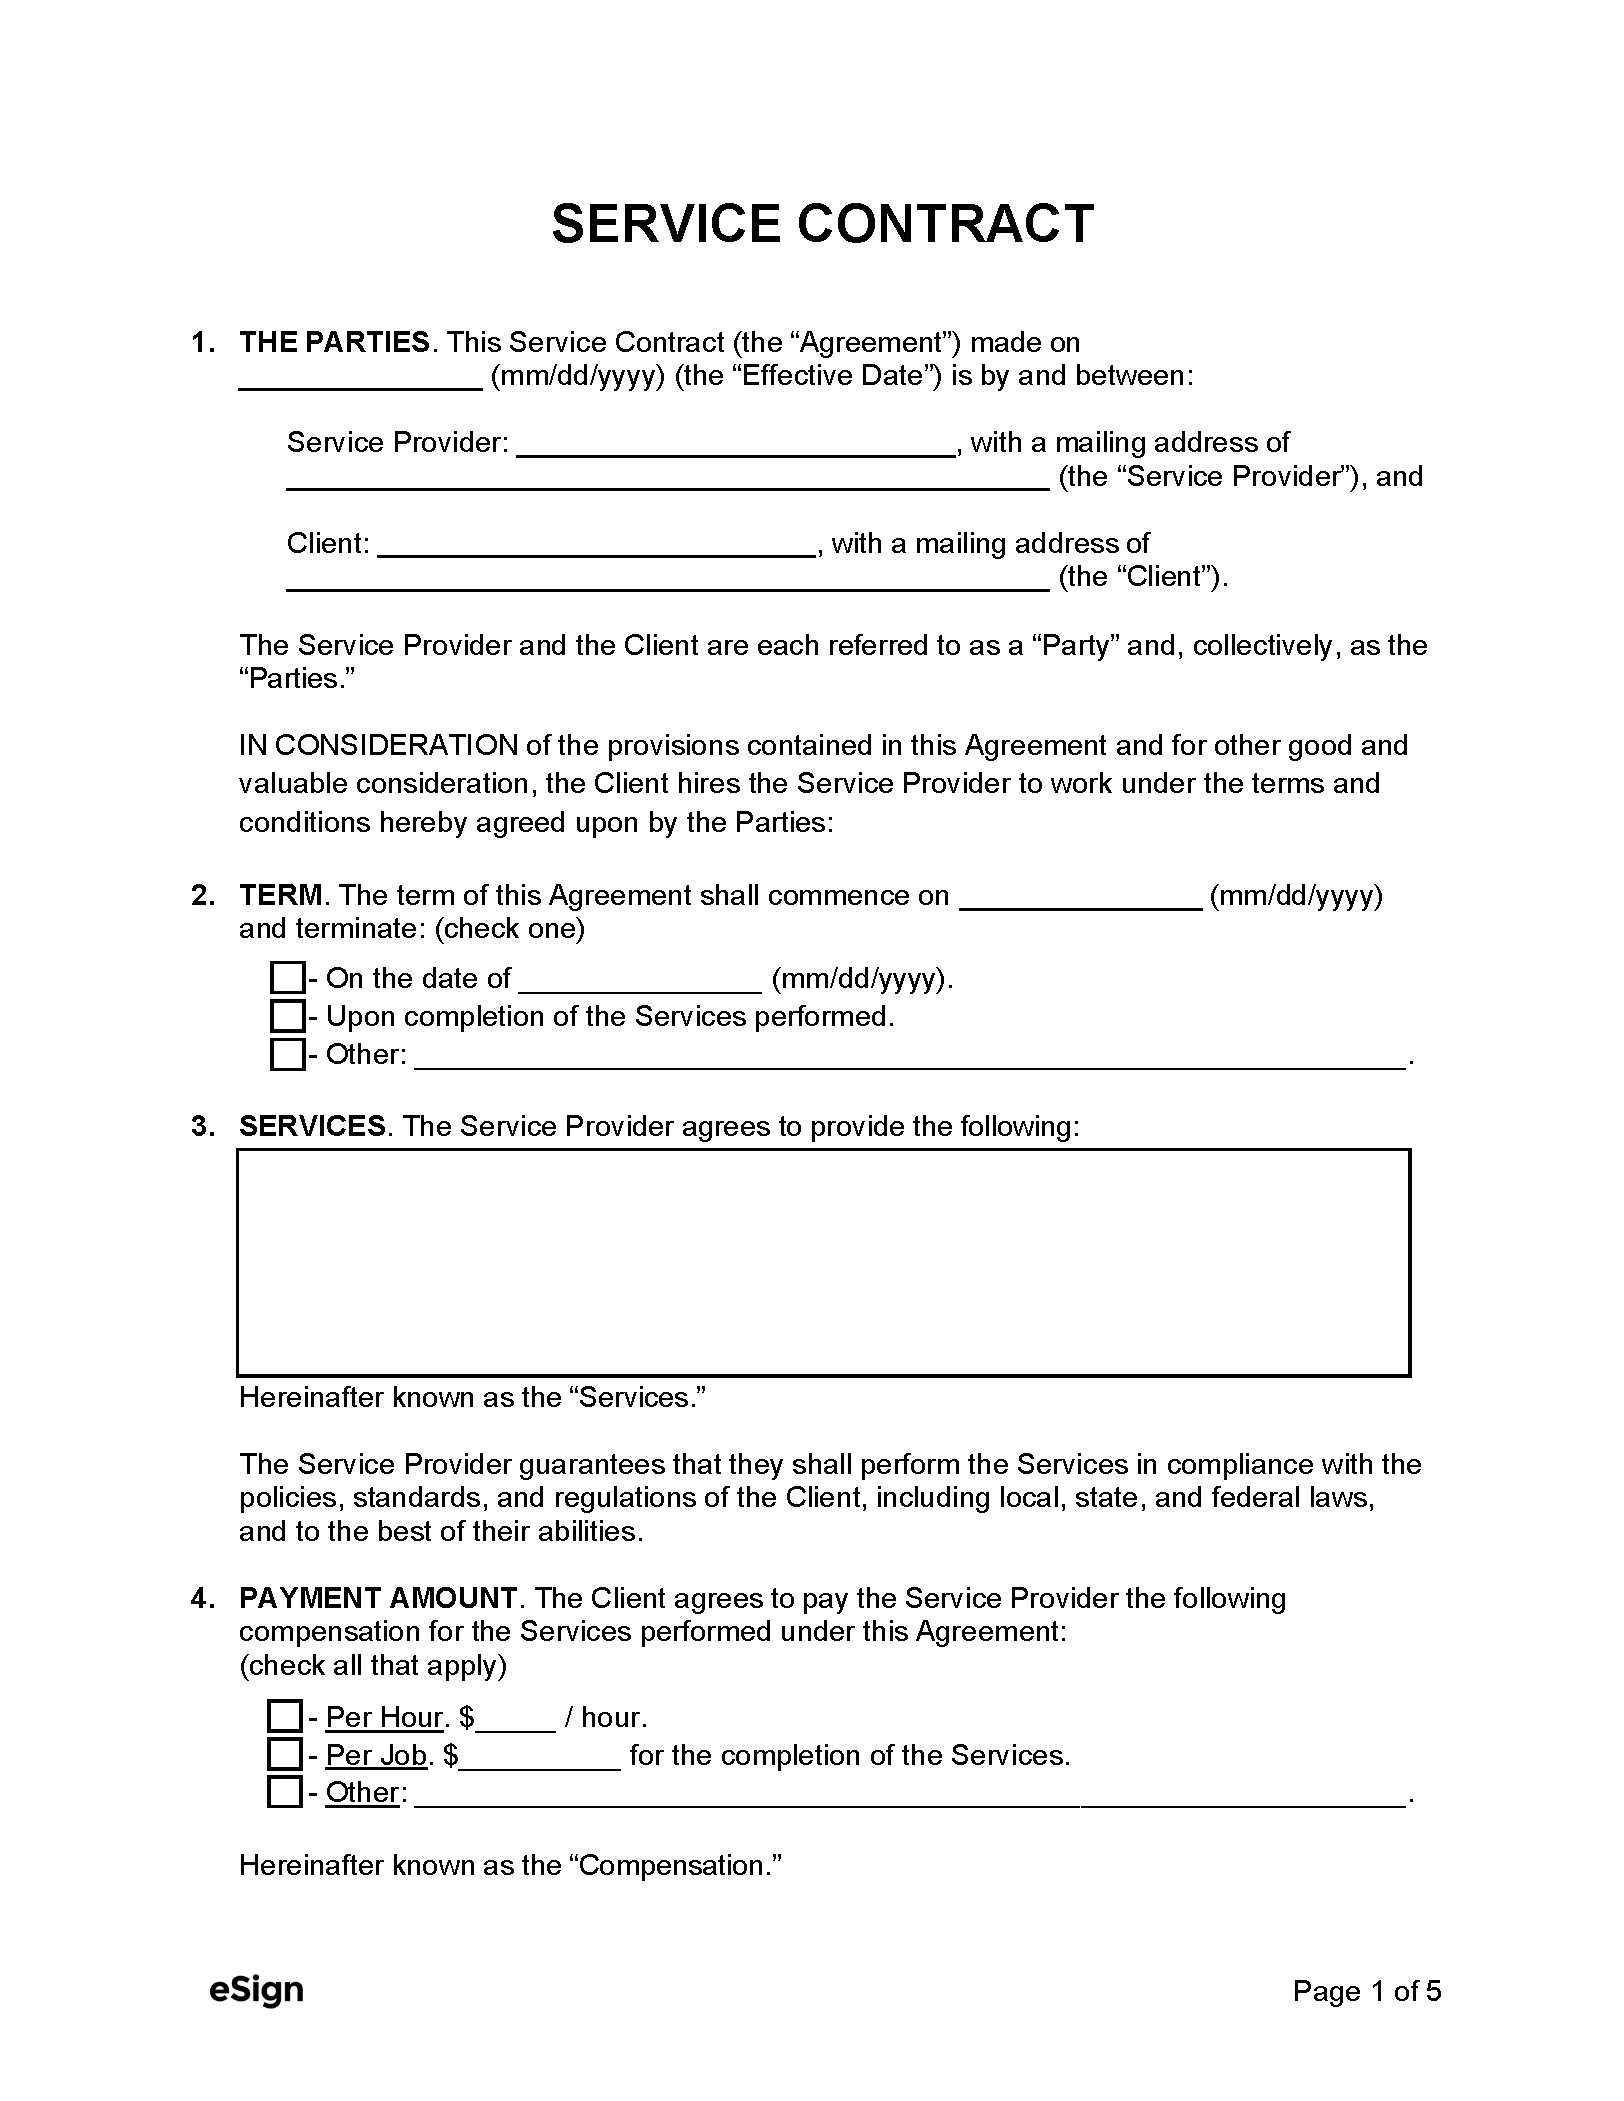 SERVICE CONTRACT
1. THE PARTIES. This Service Contract (the “Agreement”) made on
_______________ (mm/dd/yyyy) (the “Effective Date”) is by and between:
Service Provider: ___________________________, with a mailing address of
_______________________________________________ (the “Service Provider”), and
Client: ___________________________, with a mailing address of
_______________________________________________ (the “Client”).
The Service Provider and the Client are each referred to as a “Party” and, collectively, as the
“Parties.”
IN CONSIDERATION of the provisions contained in this Agreement and for other good and
valuable consideration, the Client hires the Service Provider to work under the terms and
conditions hereby agreed upon by the Parties:
2. TERM. The term of this Agreement shall commence on _______________ (mm/dd/yyyy)
and terminate: (check one)
☐- On the date of _______________ (mm/dd/yyyy).
☐- Upon completion of the Services performed.
☐- Other: _____________________________________________________________.
3. SERVICES. The Service Provider agrees to provide the following:
Hereinafter known as the “Services.”
The Service Provider guarantees that they shall perform the Services in compliance with the
policies, standards, and regulations of the Client, including local, state, and federal laws,
and to the best of their abilities.
4. PAYMENT AMOUNT. The Client agrees to pay the Service Provider the following
compensation for the Services performed under this Agreement:
(check all that apply)
☐- Per Hour. $_____ / hour.
☐- Per Job. $__________ for the completion of the Services.
☐- Other: _____________________________________________________________.
Hereinafter known as the “Compensation.”
eSign
Page 1 of 5